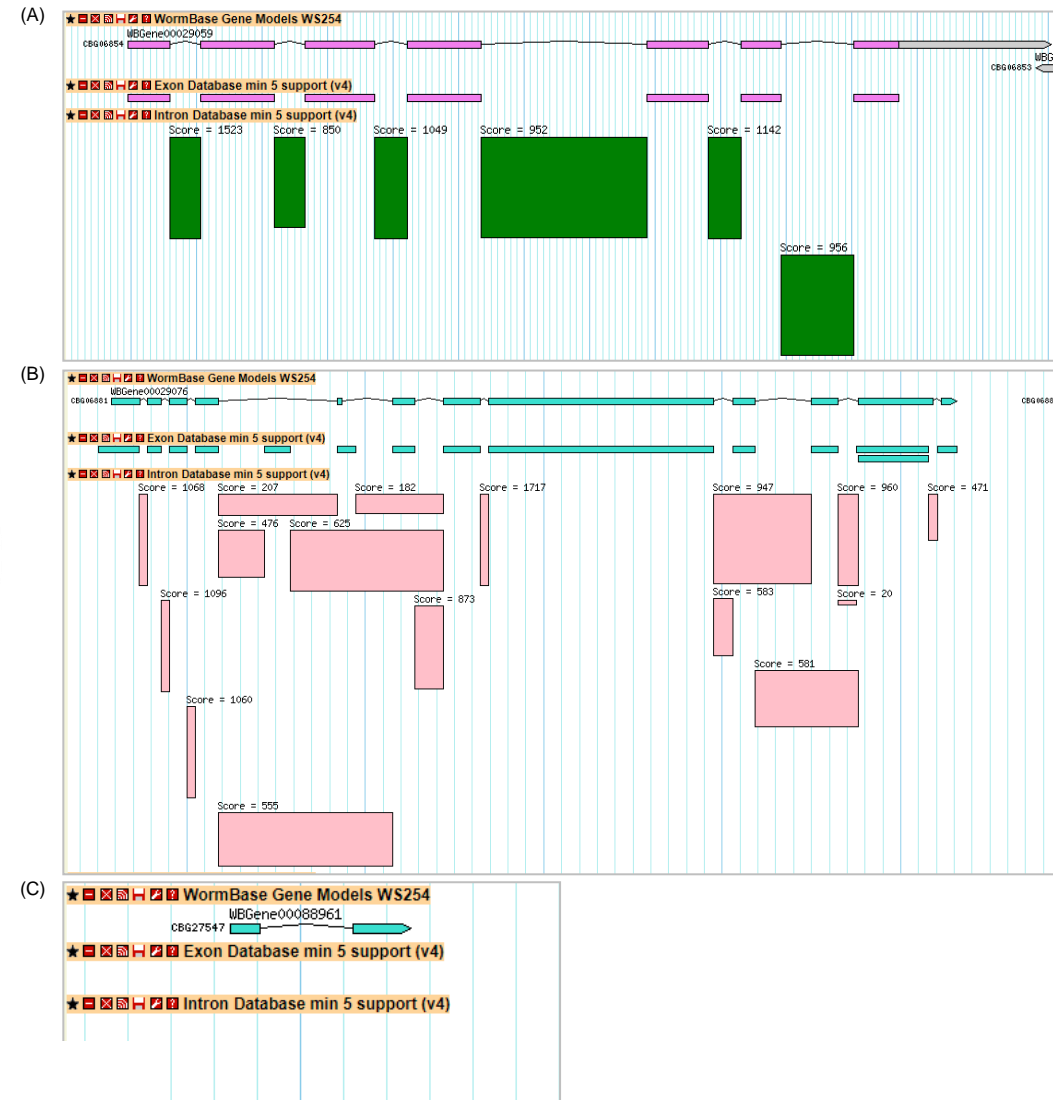 (A)
WormBase Gene Models WS254
WBGene00029059
CBG06854
WBG
CBG06853
Exon Database min 5 support (v4)
Intron Database min 5 support (v4)
Score = 1523 Score = 850 Score = 1049 Score = 952 Score = 1142
Score = 956
(B)
WormBase Gene Models WS254
WBGene00029076
CBG06881 CBG0688
Exon Database min 5 support (v4)
Intron Database min 5 support (v4)
Score = 1068 Score = 207 Score = 182 Score = 1717 Score = 947 Score = 960 Score = 471
Score = 476 Score = 625
Score = 1096 Score = 873 Score = 583 Score = 20
Score = 581
Score = 1060
Score = 555
(C)
WormBase Gene Models WS254
WBGene00088961
CBG27547
Exon Database min 5 support (v4)
Intron Database min 5 support (v4)